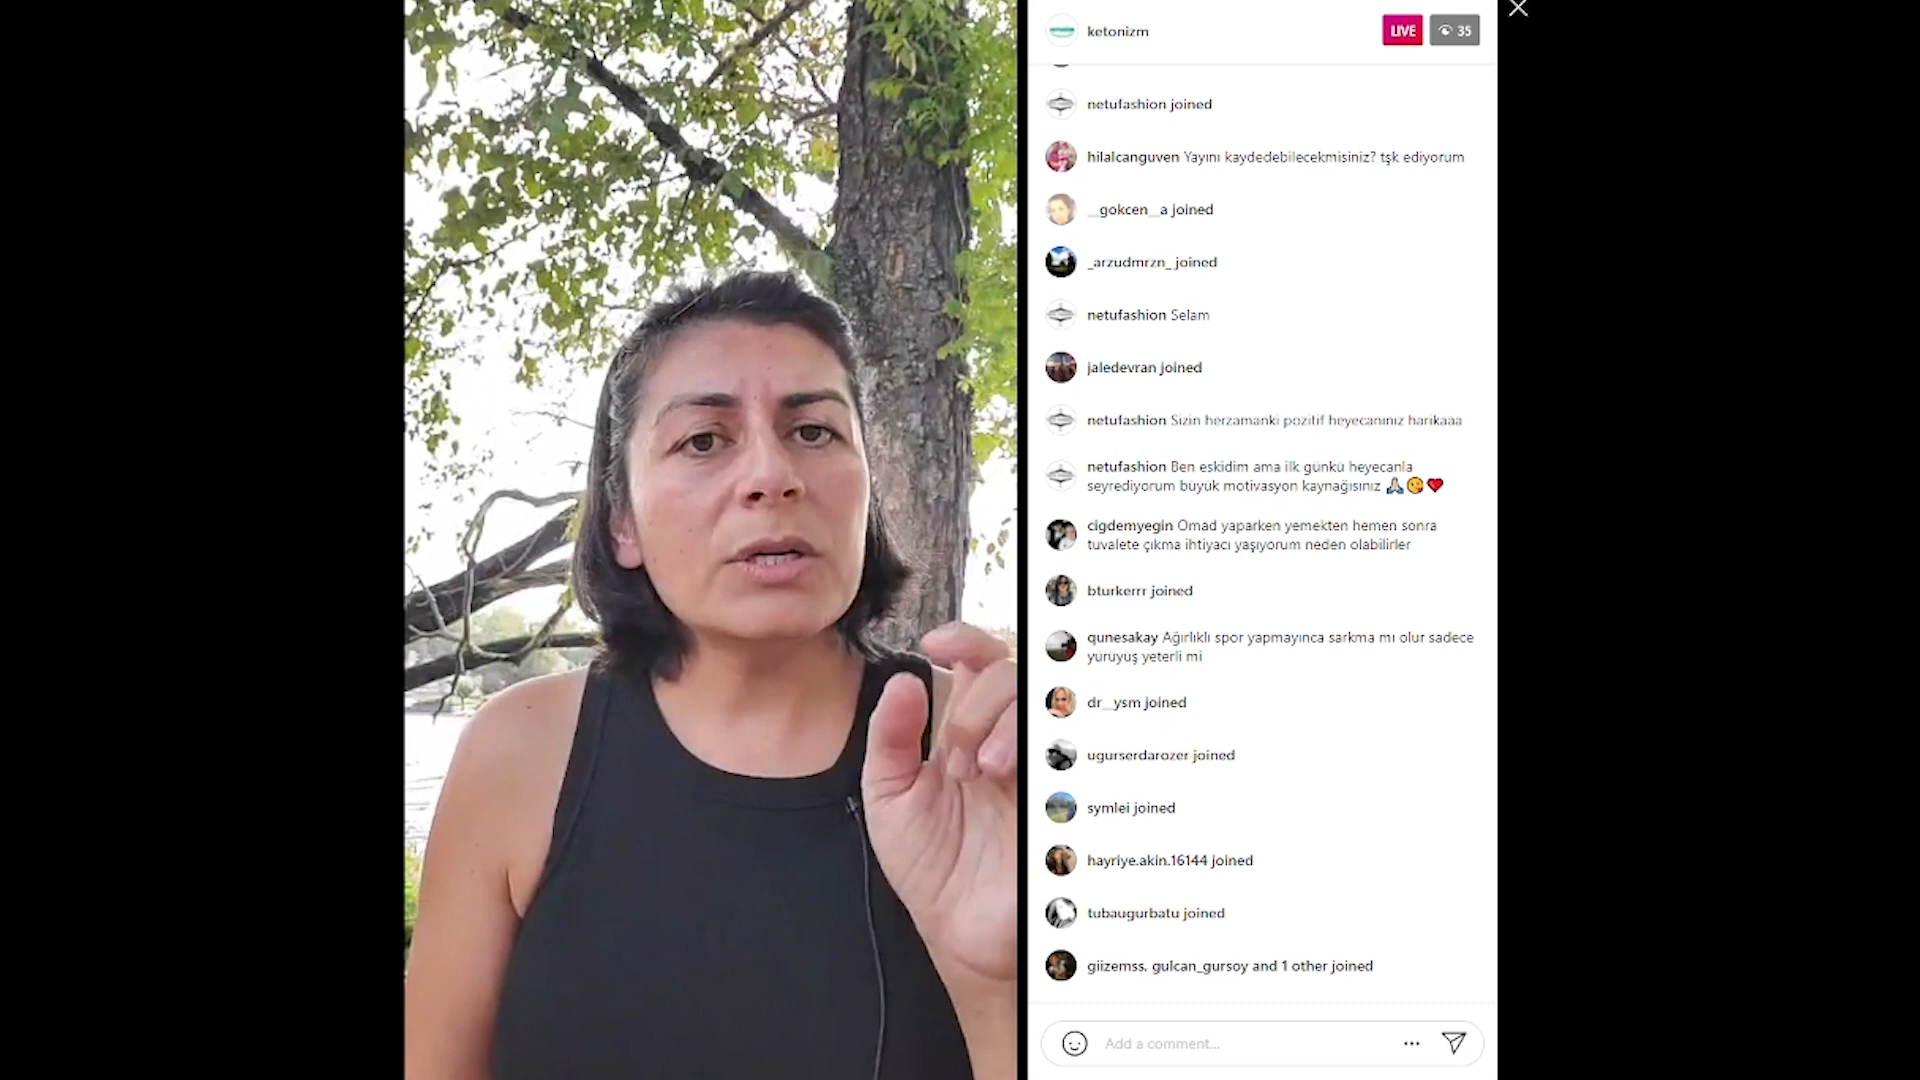 ketonizm
LIVE
35
netufashion joined
hilalcanguven Yayını kaydedebilecekmisiniz? tşk ediyorum
__gokcen__a joined
_arzudmrzn_ joined
netufashion Selam
jaledevran joined
netufashion Sizin herzamanki pozitif heyecanınız harikaaa
netufashion Ben eskidim ama ilk günkü heyecanla
seyrediyorum büyük motivasyon kaynağısınız 🙏🏻😘❤️
cigdemyegin Omad yaparken yemekten hemen sonra
tuvalete çıkma ihtiyacı yaşıyorum neden olabilirler
bturkerrr joined
qunesakay Ağırlıklı spor yapmayınca sarkma mı olur sadece
yürüyüş yeterli mi
dr__ysm joined
ugurserdarozer joined
symlei joined
hayriye.akin.16144 joined
tubaugurbatu joined
giizemss, gulcan_gursoy and 1 other joined
Add a comment...